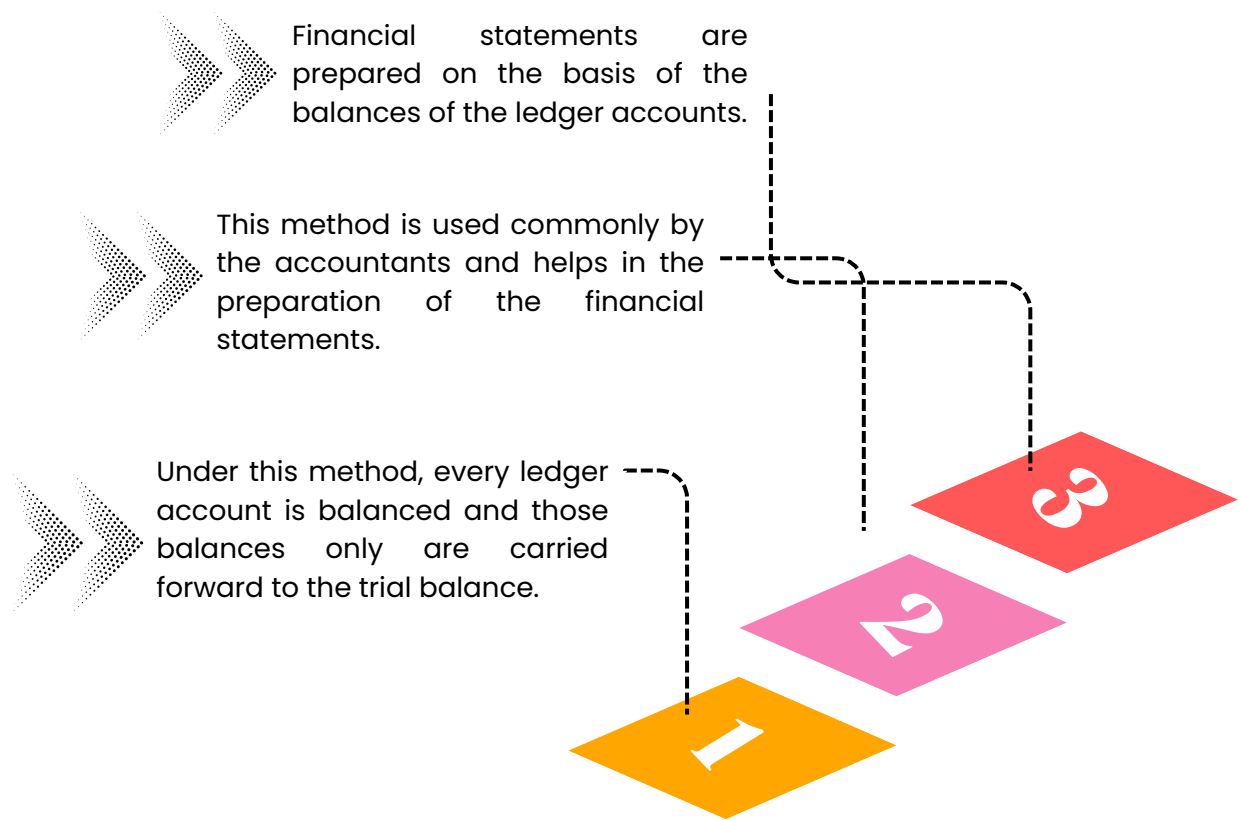 Financial statements are
prepared on the basis of the
balances of the ledger accounts.
This method is used commonly by
the accountants and helps in the
preparation of the financial
statements.
Under this method, every ledger
account is balanced and those
balances only are carried
forward to the trial balance.
3
2
1